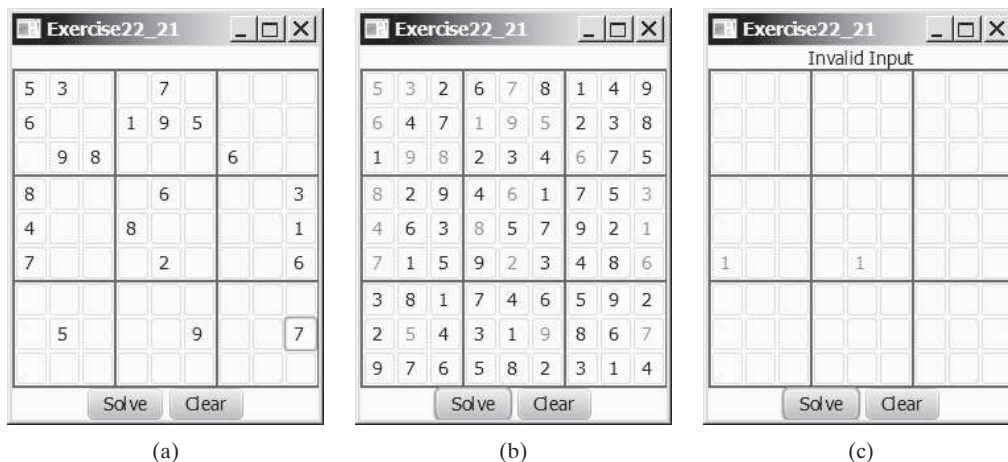 Exercise22_21
5 3 7
6 1 9 5
9 8 6
8 6 3
4 8 1
7 2 6
5 9 7
Solve Clear
(a)
Exercise22_21
5 3 2 6 7 8 1 4 9
6 4 7 1 9 5 2 3 8
1 9 8 2 3 4 6 7 5
8 2 9 4 6 1 7 5 3
4 6 3 8 5 7 9 2 1
7 1 5 9 2 3 4 8 6
3 8 1 7 4 6 5 9 2
2 5 4 3 1 9 8 6 7
9 7 6 5 8 2 3 1 4
Solve Clear
(b)
Exercise22_21
Invalid Input
1 1
Solve Clear
(c)